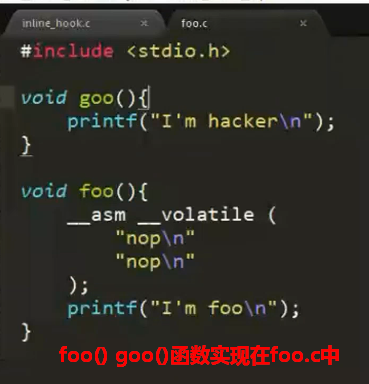 inline_hook.c × foo.c ×
#include <stdio.h>
void goo(){
printf("I'm hacker\n");
}
void foo(){
__asm __volatile (
"nop\n"
"nop\n"
);
printf("I'm foo\n");
}
foo() goo()函数实现在foo.c中